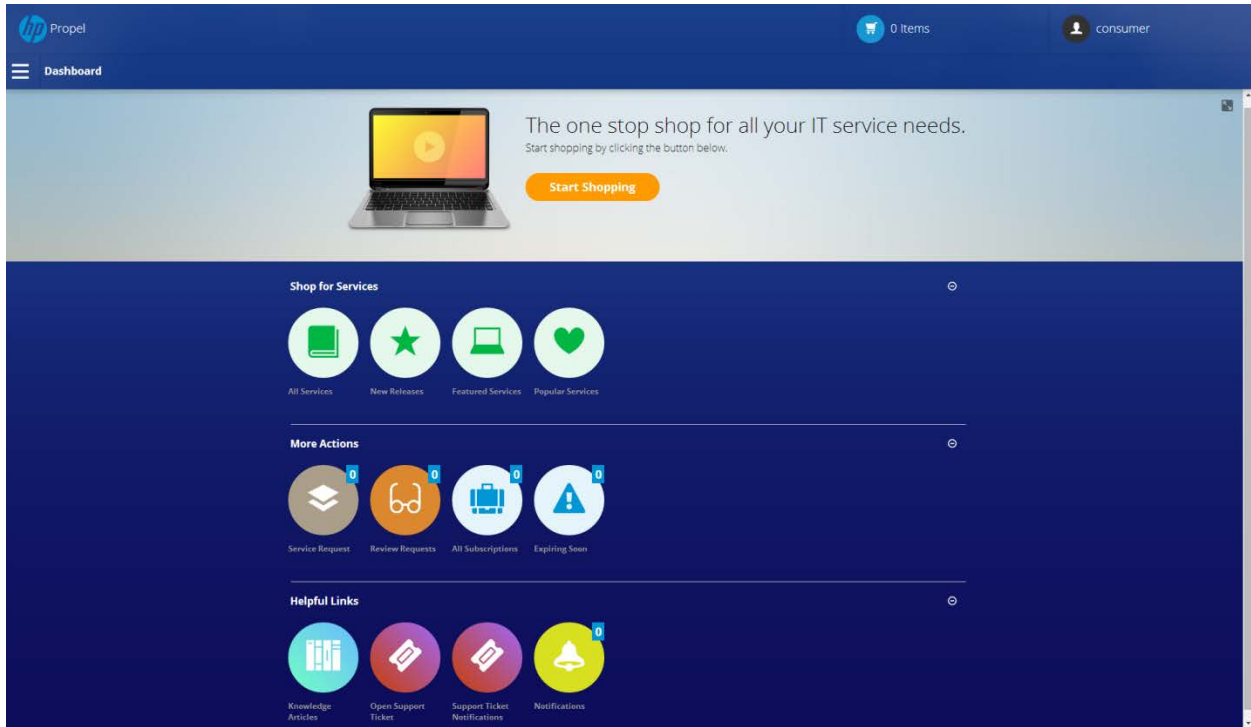 hp Propel
0 Items
consumer
Dashboard
The one stop shop for all your IT service needs.
Start shopping by clicking the button below.
Start Shopping
Shop for Services
All Services
New Releases
Featured Services
Popular Services
More Actions
0
0
0
0
Service Request
Review Requests
All Subscriptions
Expiring Soon
Helpful Links
0
Knowledge
Articles
Open Support
Ticket
Support Ticket
Notifications
Notifications